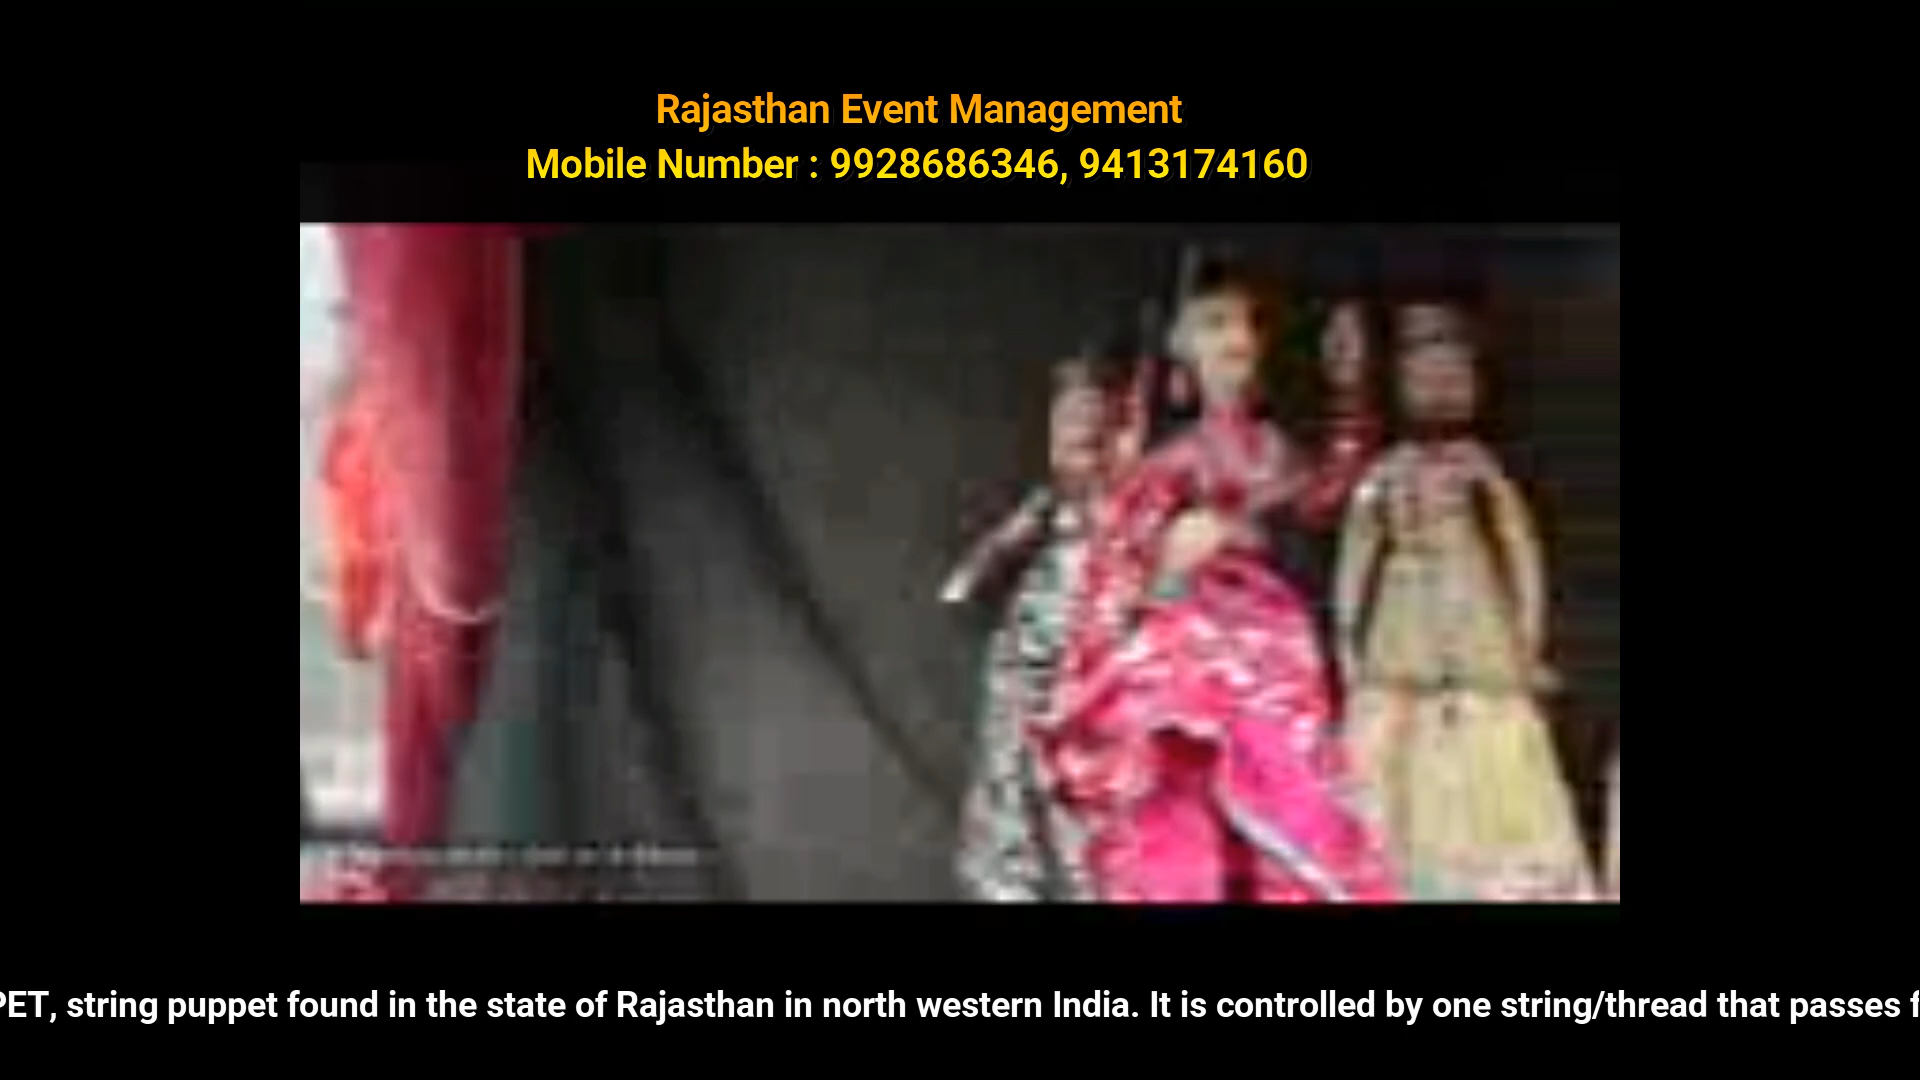 Rajasthan Event Management
Mobile Number : 9928686346, 9413174160
PET, string puppet found in the state of Rajasthan in north western India. It is controlled by one string/thread that passes f